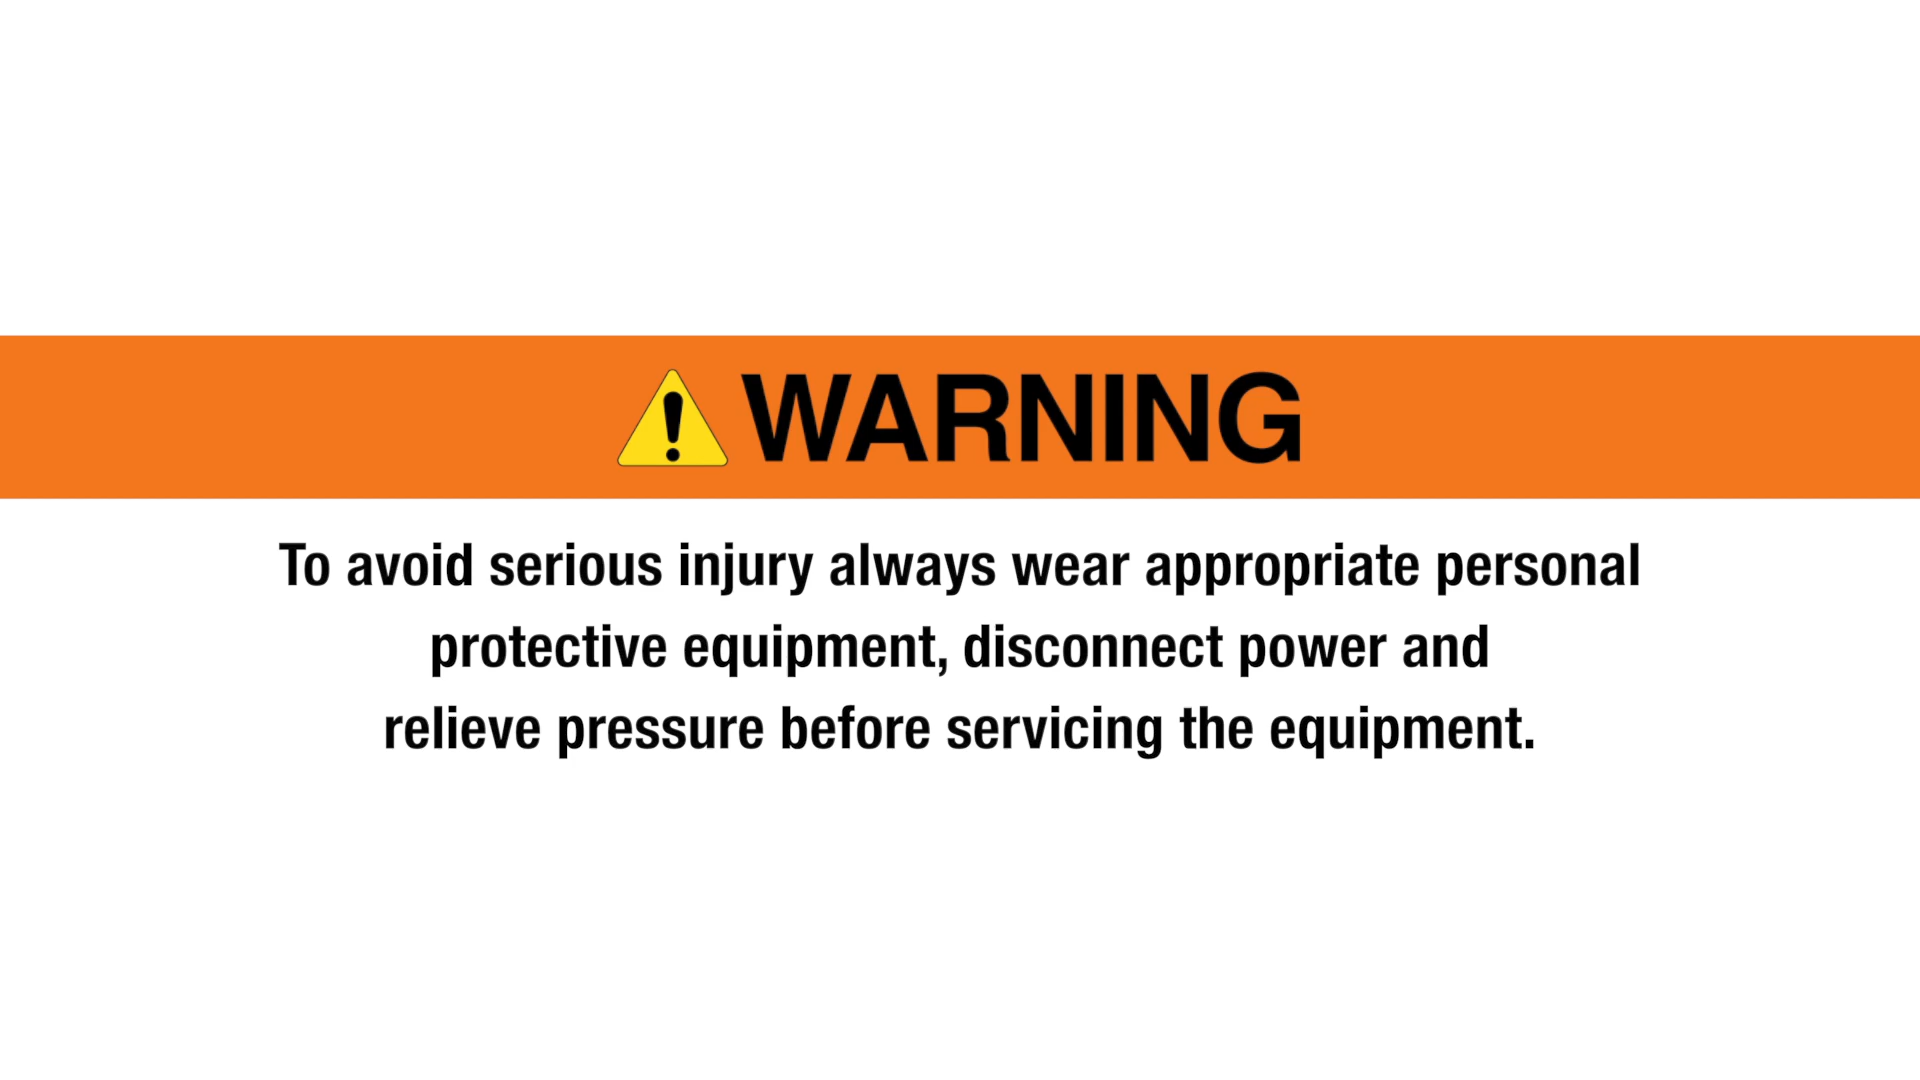 WARNING
To avoid serious injury always wear appropriate personal
protective equipment, disconnect power and
relieve pressure before servicing the equipment.